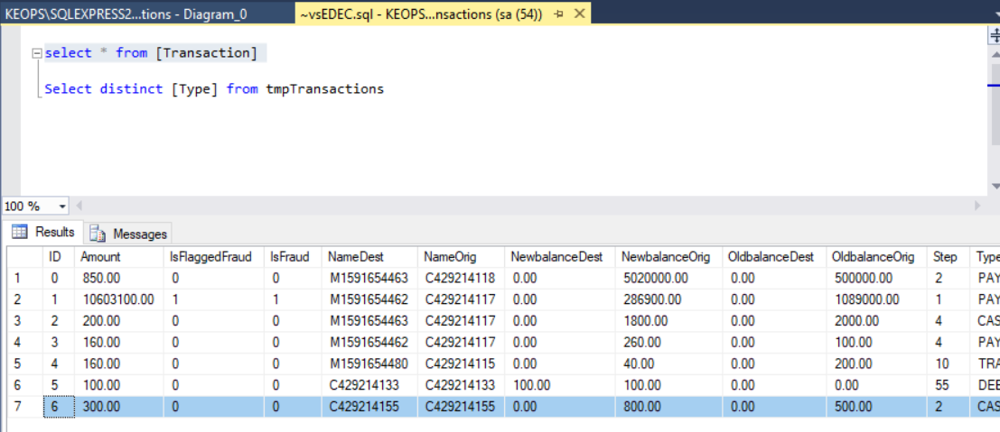 KEOPS\SQLEXPRESS2...tions - Diagram_0 ~vsEDEC.sql - KEOPS...nsactions (sa (54))
select * from [Transaction]
Select distinct [Type] from tmpTransactions
100 %
Results Messages
ID Amount IsFlaggedFraud IsFraud NameDest NameOrig NewbalanceDest NewbalanceOrig OldbalanceDest OldbalanceOrig Step Type
1 0 850.00 0 0 M1591654463 C429214118 0.00 5020000.00 0.00 500000.00 2 PAY
2 1 10603100.00 1 1 M1591654462 C429214117 0.00 286900.00 0.00 1089000.00 1 PAY
3 2 200.00 0 0 M1591654463 C429214117 0.00 1800.00 0.00 2000.00 4 CAS
4 3 160.00 0 0 M1591654462 C429214117 0.00 260.00 0.00 100.00 4 PAY
5 4 160.00 0 0 M1591654480 C429214115 0.00 40.00 0.00 200.00 10 TRA
6 5 100.00 0 0 C429214133 C429214133 100.00 100.00 0.00 0.00 55 DEE
7 6 300.00 0 0 C429214155 C429214155 0.00 800.00 0.00 500.00 2 CAS